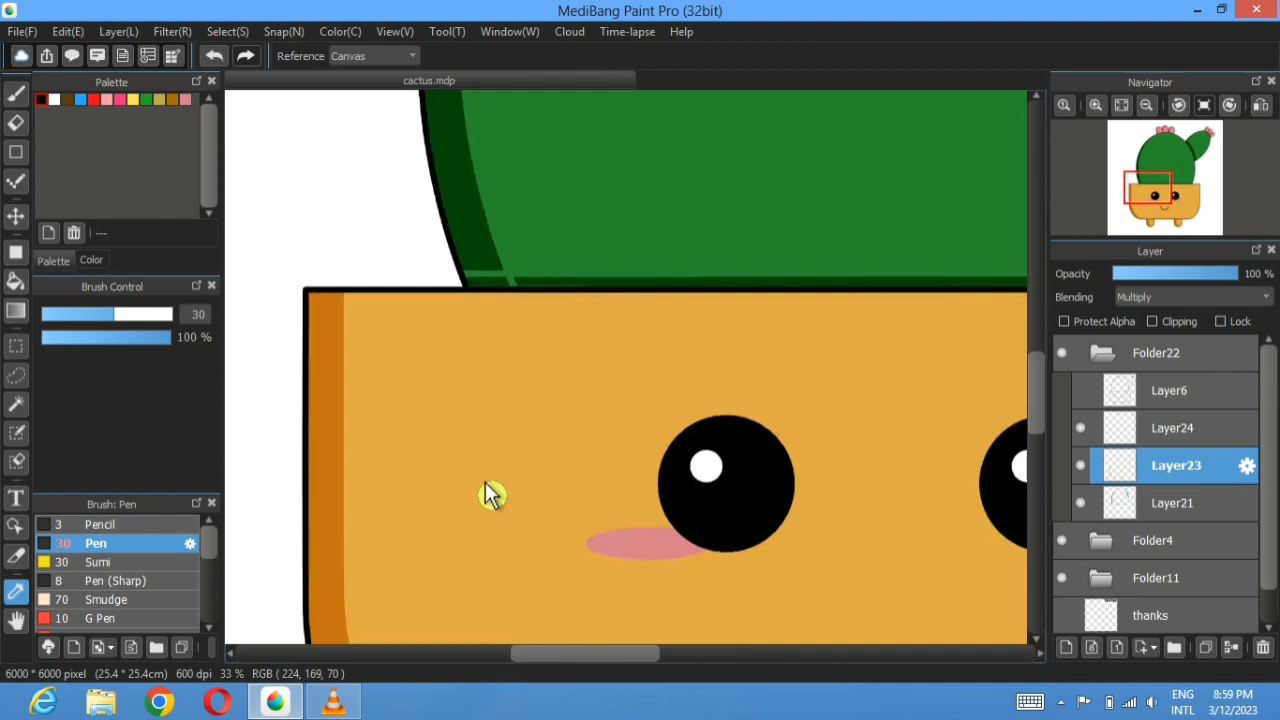 MediBang Paint Pro (32bit)
File(F) Edit(E) Layer(L) Filter(R) Select(S) Snap(N) Color(C) View(V) Tool(T) Window(W) Cloud Time-lapse Help
Reference Canvas
Palette
cactus.mdp
Navigator
---
Palette Color
Brush Control
30
100 %
Layer
Opacity 100 %
Blending Multiply
Protect Alpha Clipping Lock
Folder22
Layer6
Layer24
Layer23
Layer21
Folder4
Folder11
thanks
Brush: Pen
3 Pencil
30 Pen
30 Sumi
8 Pen (Sharp)
70 Smudge
10 G Pen
6000 * 6000 pixel (25.4 * 25.4cm) 600 dpi 33 % RGB ( 224, 169, 70 )
ENG 8:59 PM
INTL 3/12/2023